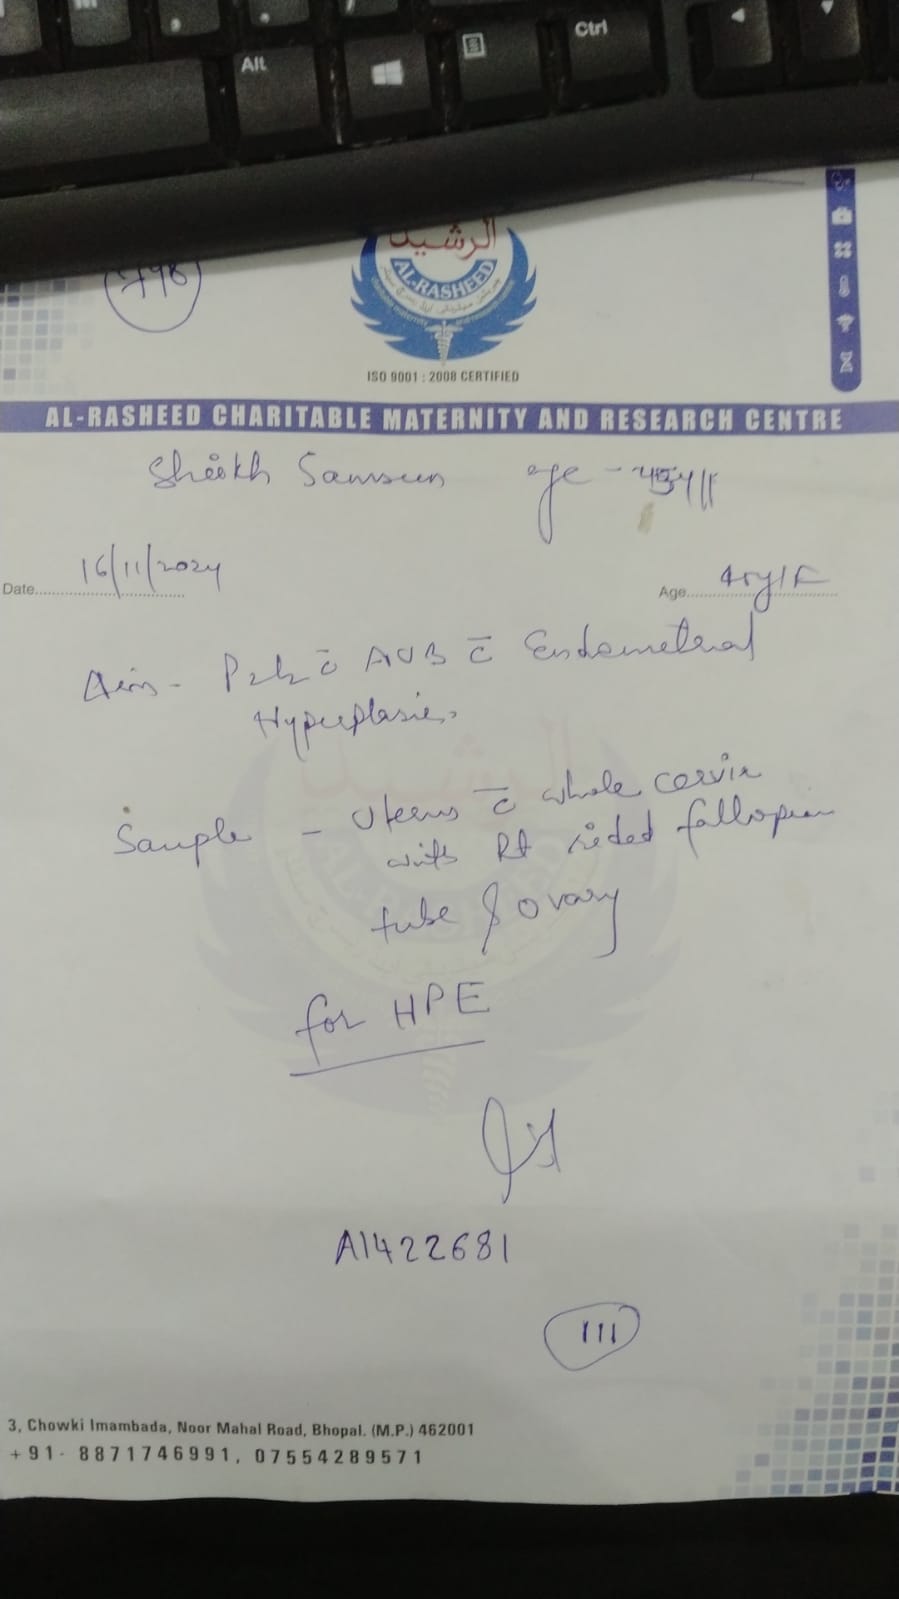 Alt
Ctrl
798
الرشيد
AL-RASHEED
ISO 9001 : 2008 CERTIFIED
AL-RASHEED CHARITABLE MATERNITY AND RESEARCH CENTRE
Sheikh Samsun age -
Date 16/11/2024
Age 45y/F
P2L2 c̄ AUB c̄ Endometrial
Hyperplasia.
Sample - Uterus c̄ whole cervix
with Rt sided fallopian
tube & ovary
for HPE
A1422681
111
3, Chowki Imambada, Noor Mahal Road, Bhopal. (M.P.) 462001
+91- 8871746991, 07554289571